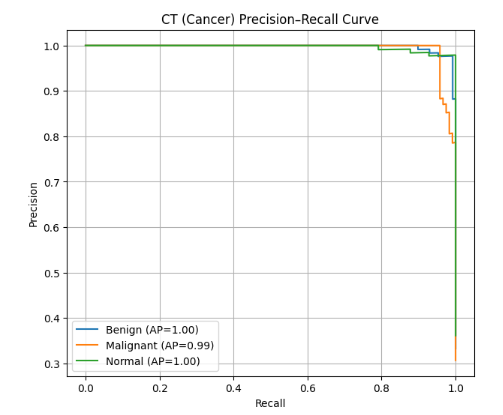 CT (Cancer) Precision–Recall Curve
Precision
1.0
0.9
0.8
0.7
0.6
0.5
0.4
0.3
Benign (AP=1.00)
Malignant (AP=0.99)
Normal (AP=1.00)
0.0 0.2 0.4 0.6 0.8 1.0
Recall